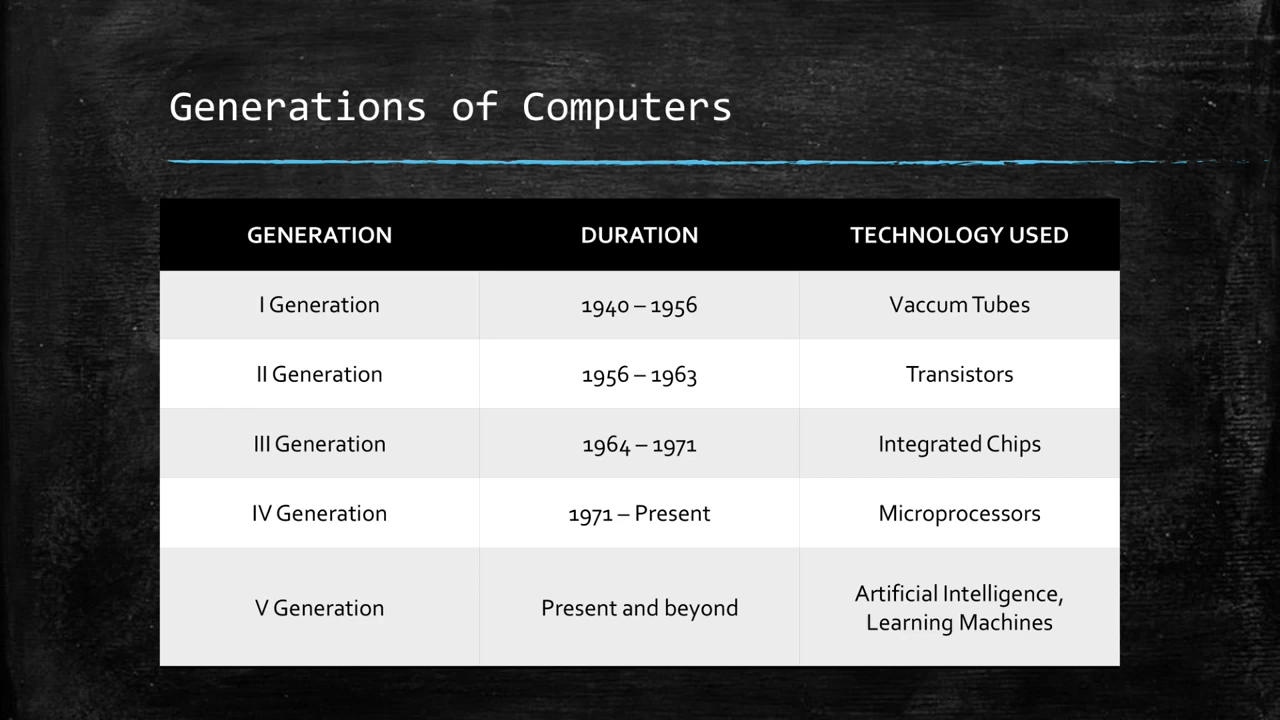 Generations of Computers
GENERATION DURATION TECHNOLOGY USED
I Generation 1940 – 1956 Vaccum Tubes
II Generation 1956 – 1963 Transistors
III Generation 1964 – 1971 Integrated Chips
IV Generation 1971 – Present Microprocessors
V Generation Present and beyond Artificial Intelligence,
Learning Machines